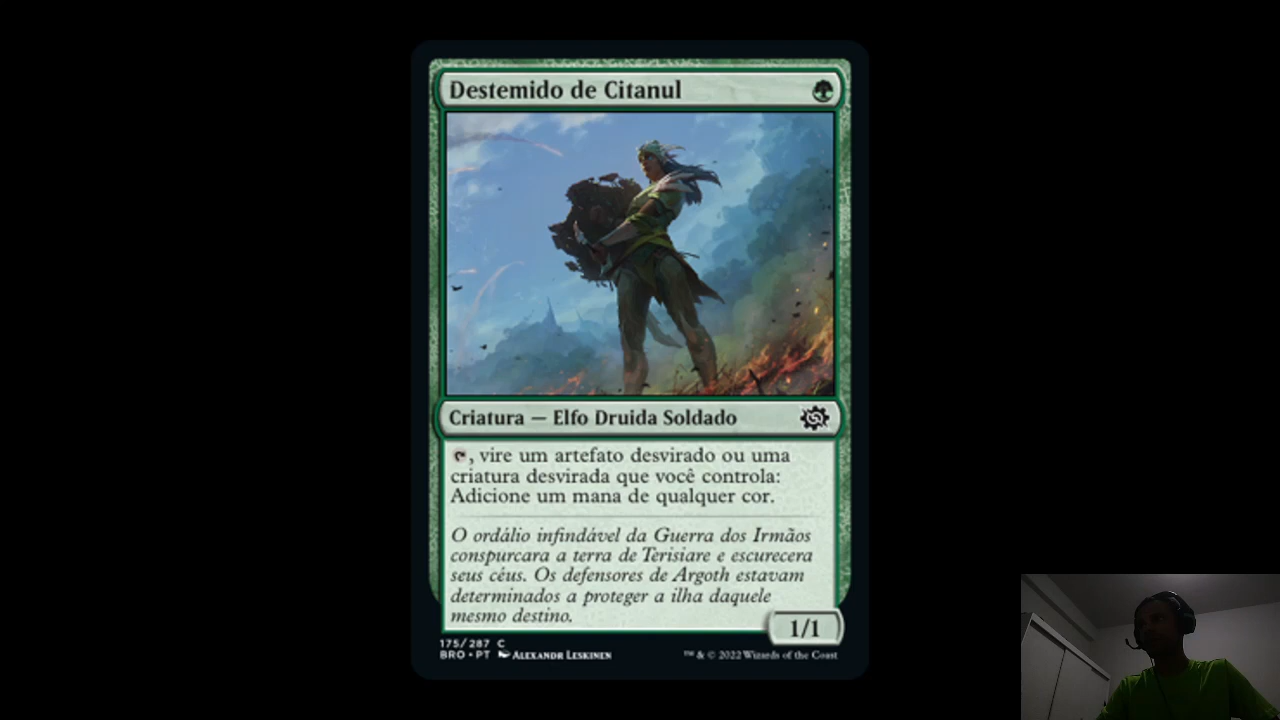 Destemido de Citanul
Criatura — Elfo Druida Soldado
, vire um artefato desvirado ou uma
criatura desvirada que você controla:
Adicione um mana de qualquer cor.
O ordálio infindável da Guerra dos Irmãos
conspurcara a terra de Terisiare e escurecera
seus céus. Os defensores de Argoth estavam
determinados a proteger a ilha daquele
mesmo destino.
1/1
175/287 C
BRO • PT Alexandr Leskinen
™ & © 2022 Wizards of the Coast